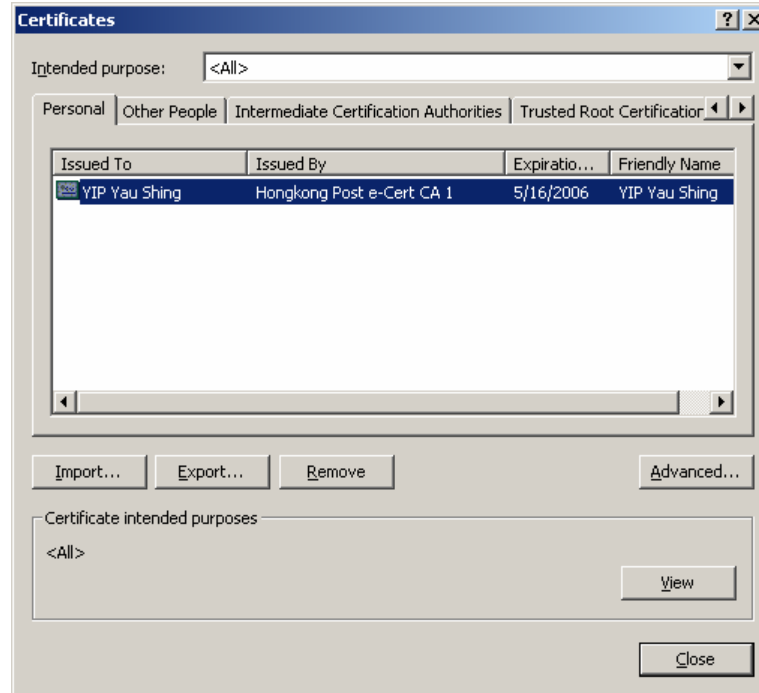 Certificates
Intended purpose: <All>
Personal Other People Intermediate Certification Authorities Trusted Root Certification
Issued To Issued By Expiratio... Friendly Name
YIP Yau Shing Hongkong Post e-Cert CA 1 5/16/2006 YIP Yau Shing
Import... Export... Remove Advanced...
Certificate intended purposes
<All>
View
Close